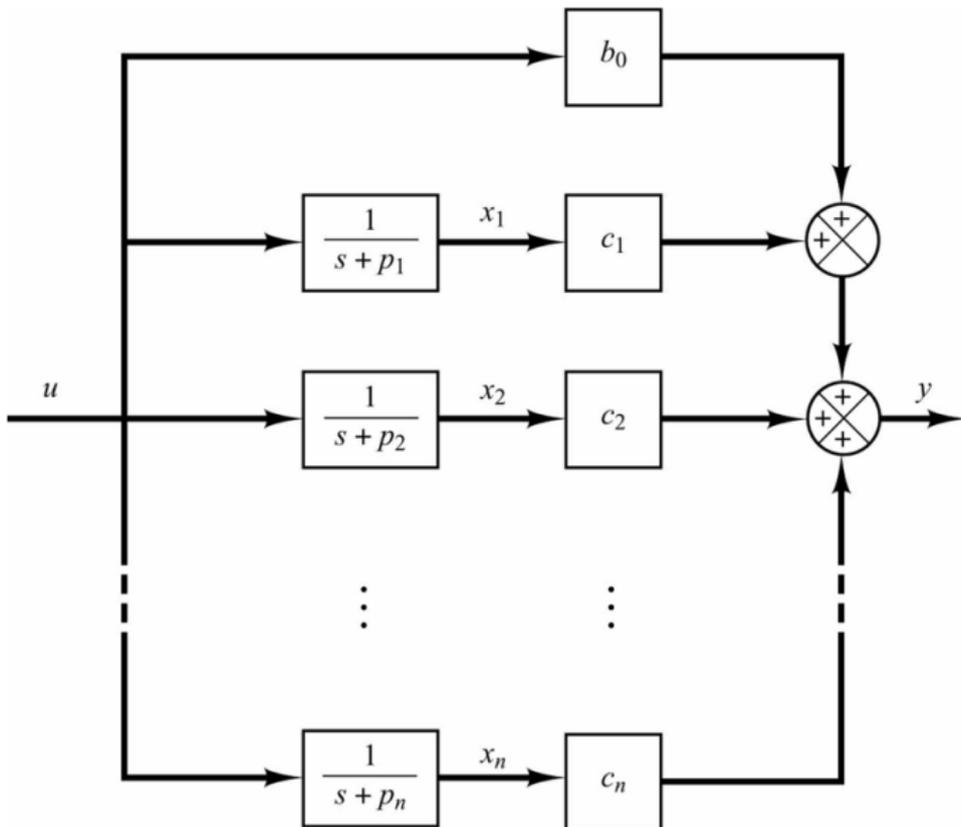 b₀
+
1 / (s + p₁) x₁ c₁ +
u 1 / (s + p₂) x₂ c₂ + + + y
⋮ ⋮
1 / (s + pₙ) xₙ cₙ